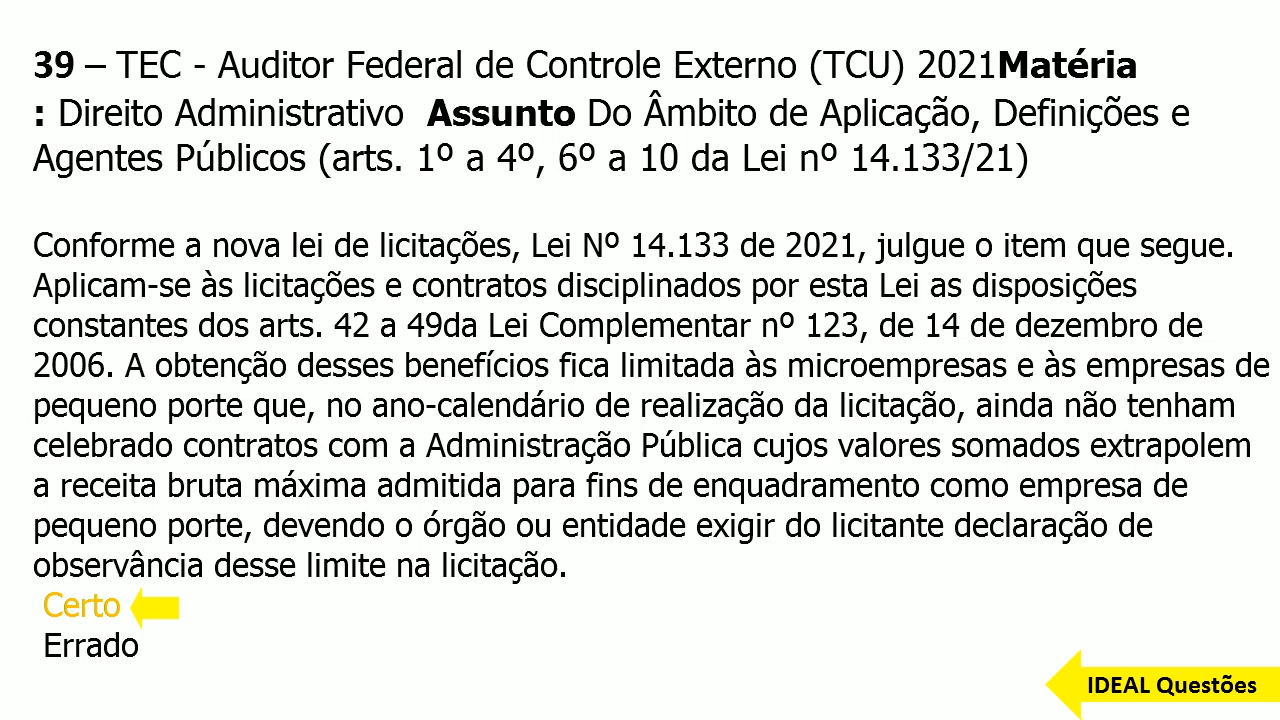 39 – TEC - Auditor Federal de Controle Externo (TCU) 2021Matéria
: Direito Administrativo  Assunto Do Âmbito de Aplicação, Definições e
Agentes Públicos (arts. 1º a 4º, 6º a 10 da Lei nº 14.133/21)
Conforme a nova lei de licitações, Lei Nº 14.133 de 2021, julgue o item que segue.
Aplicam-se às licitações e contratos disciplinados por esta Lei as disposições
constantes dos arts. 42 a 49da Lei Complementar nº 123, de 14 de dezembro de
2006. A obtenção desses benefícios fica limitada às microempresas e às empresas de
pequeno porte que, no ano-calendário de realização da licitação, ainda não tenham
celebrado contratos com a Administração Pública cujos valores somados extrapolem
a receita bruta máxima admitida para fins de enquadramento como empresa de
pequeno porte, devendo o órgão ou entidade exigir do licitante declaração de
observância desse limite na licitação.
Certo
Errado
IDEAL Questões